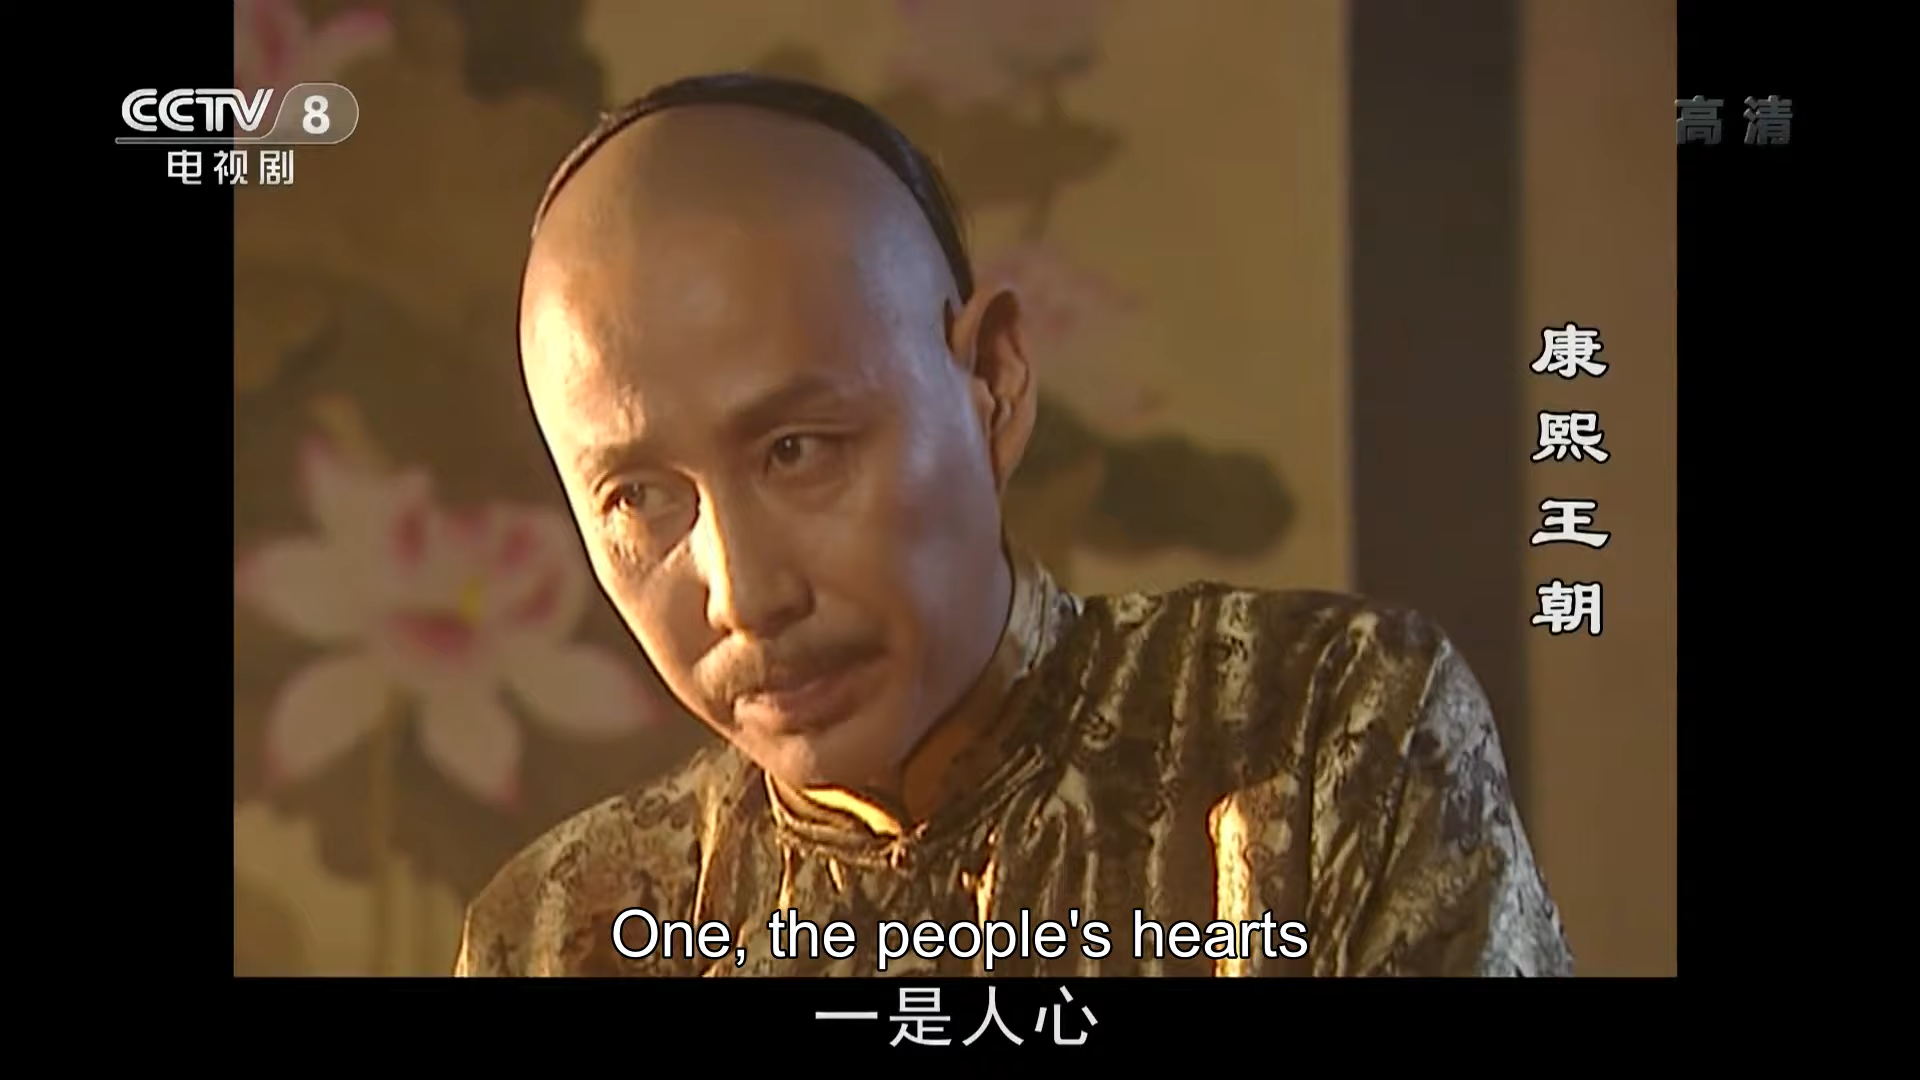 CCTV 8
电视剧
高清
康熙王朝
One, the people's hearts
一是人心